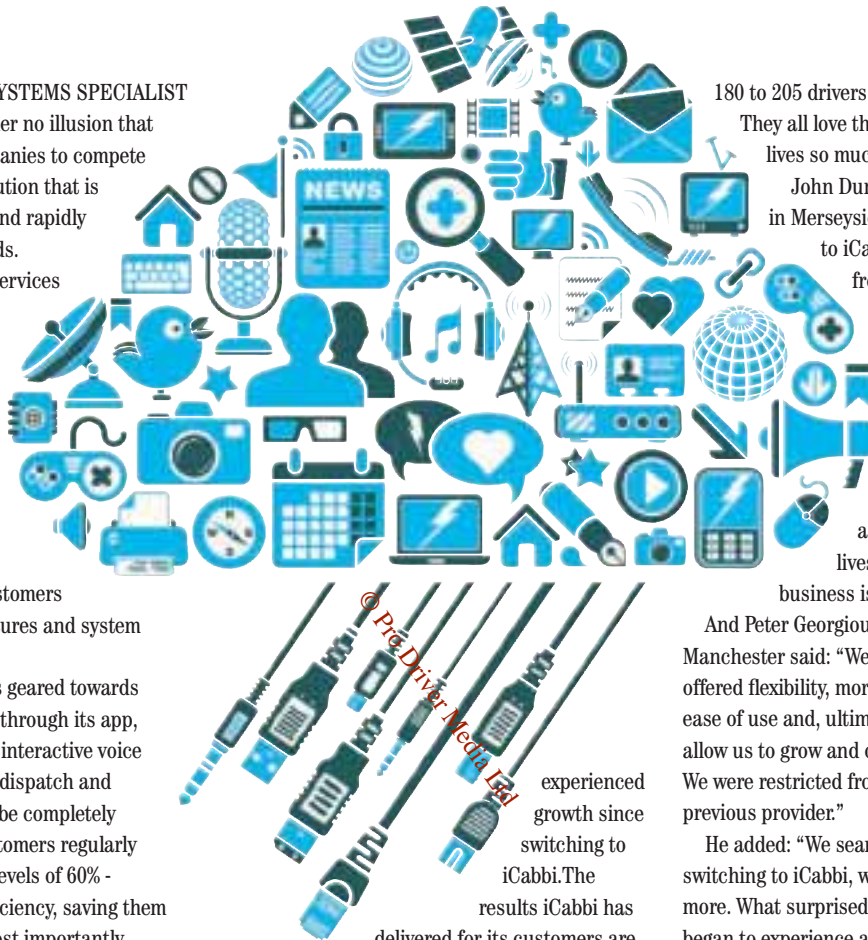 YSTEMS SPECIALIST
er no illusion that
anies to compete
ution that is
nd rapidly
ds.
ervices
stomers
ures and system
s geared towards
through its app,
interactive voice
dispatch and
be completely
tomers regularly
evels of 60% -
ciency, saving them
ost importantly
NEWS
© Pro Driver Media Ltd
experienced
growth since
switching to
iCabbi.The
results iCabbi has
delivered for its customers are
180 to 205 drivers
They all love th
lives so muc
John Dun
in Merseysi
to iCa
fr
a
lives
business is
And Peter Georgiou
Manchester said: “We
offered flexibility, mor
ease of use and, ultim
allow us to grow and c
We were restricted fro
previous provider.”
He added: “We sear
switching to iCabbi, w
more. What surprised
began to experience a